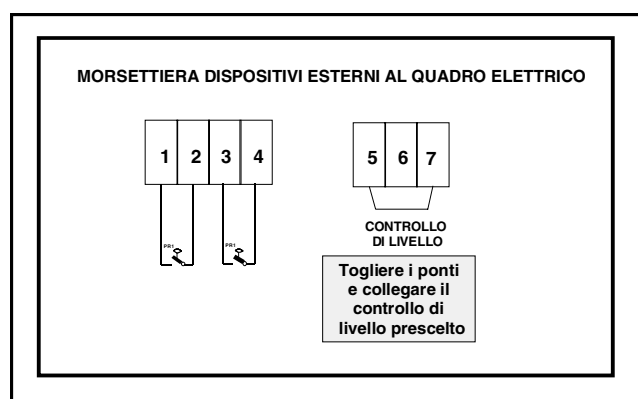 MORSETTIERA DISPOSITIVI ESTERNI AL QUADRO ELETTRICO
1 2 3 4
5 6 7
PR1 PR1
CONTROLLO
DI LIVELLO
Togliere i ponti
e collegare il
controllo di
livello prescelto